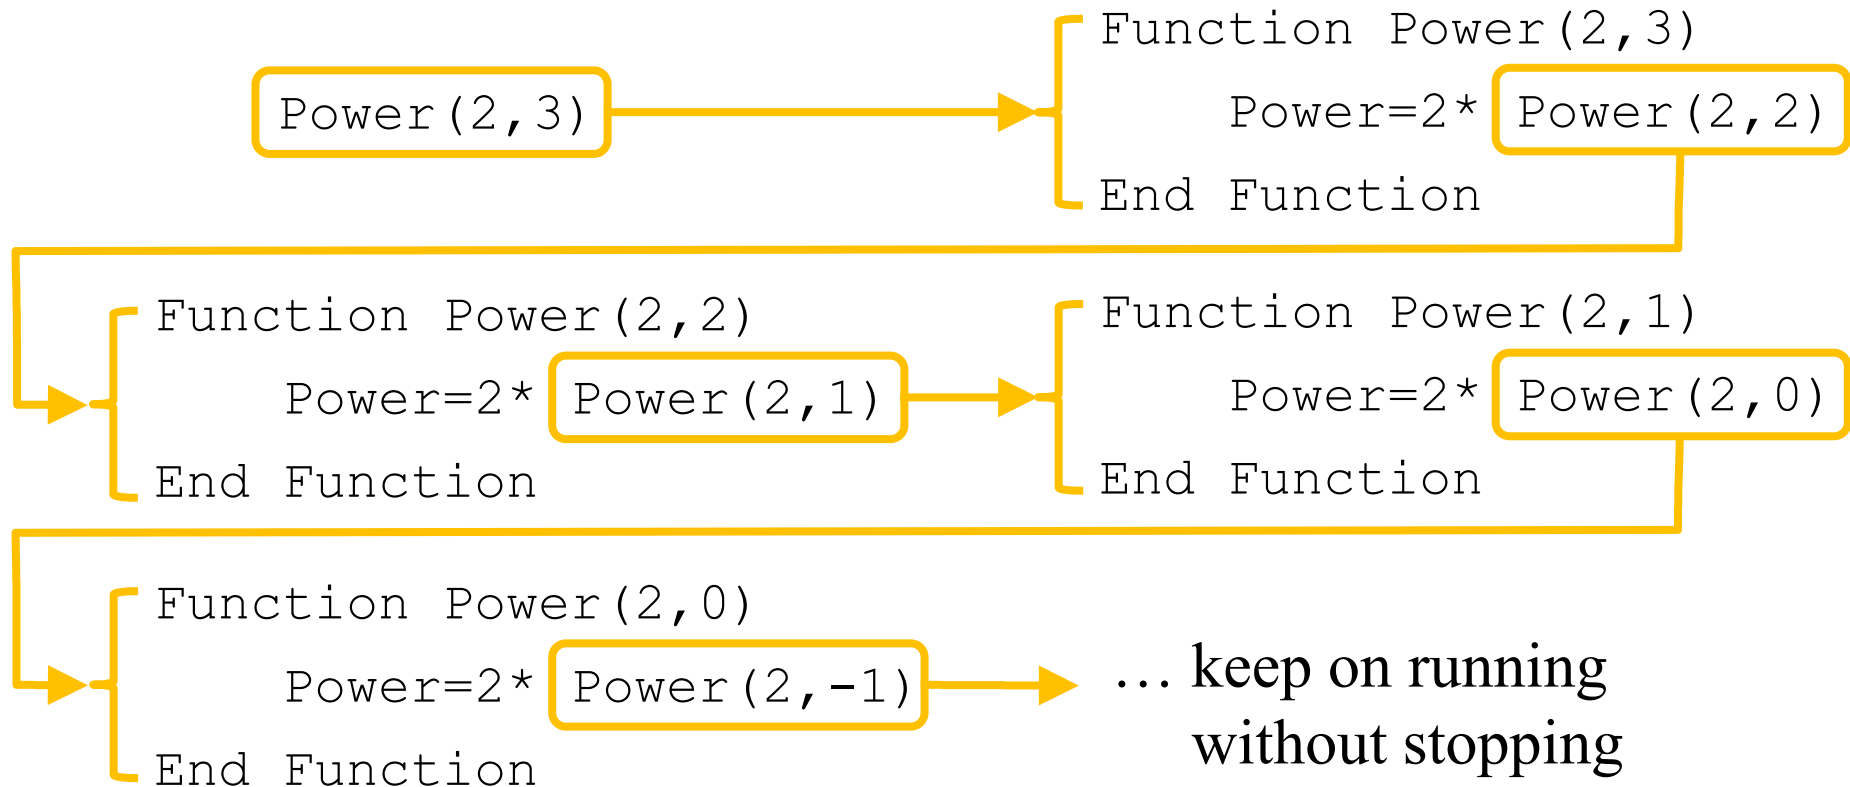 Power(2,3)
Function Power(2,3)
Power=2* Power(2,2)
End Function
Function Power(2,2)
Power=2* Power(2,1)
End Function
Function Power(2,1)
Power=2* Power(2,0)
End Function
Function Power(2,0)
Power=2* Power(2,-1)
End Function
… keep on running
without stopping